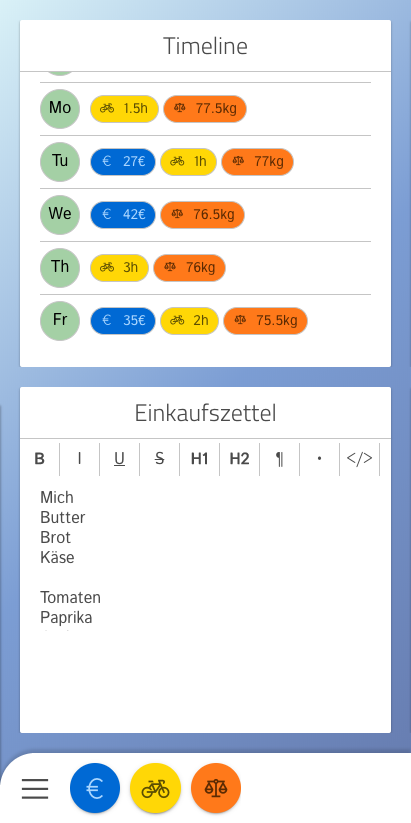 Timeline
Mo 1.5h 77.5kg
Tu € 27€ 1h 77kg
We € 42€ 76.5kg
Th 3h 76kg
Fr € 35€ 2h 75.5kg
Einkaufszettel
B I U S H1 H2 ¶ · </>
Mich
Butter
Brot
Käse
Tomaten
Paprika
€